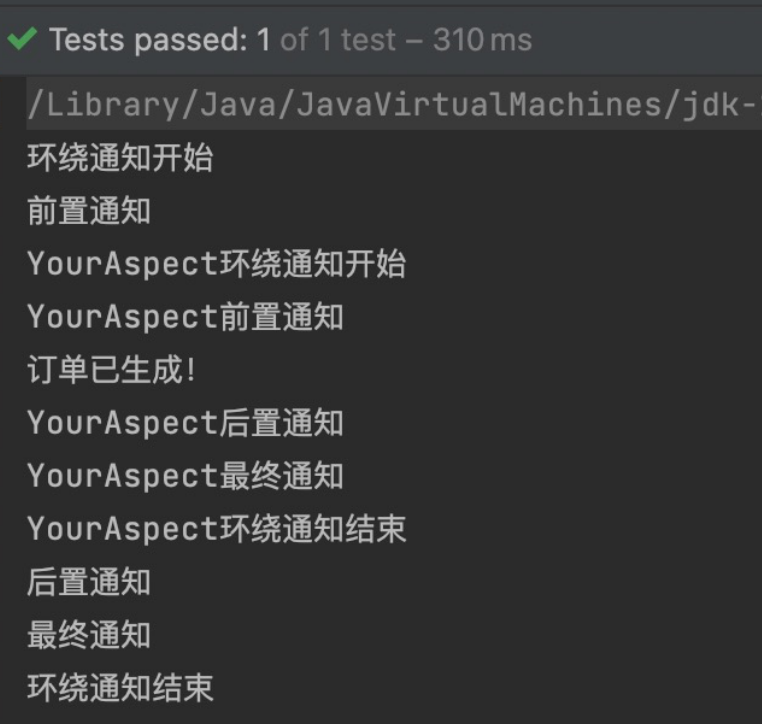 Tests passed: 1 of 1 test – 310 ms
/Library/Java/JavaVirtualMachines/jdk-
环绕通知开始
前置通知
YourAspect环绕通知开始
YourAspect前置通知
订单已生成!
YourAspect后置通知
YourAspect最终通知
YourAspect环绕通知结束
后置通知
最终通知
环绕通知结束